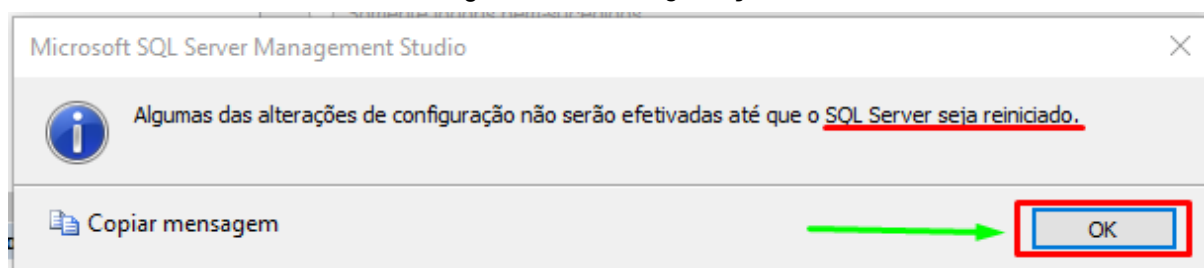 Microsoft SQL Server Management Studio
Algumas das alterações de configuração não serão efetivadas até que o SQL Server seja reiniciado.
Copiar mensagem
OK